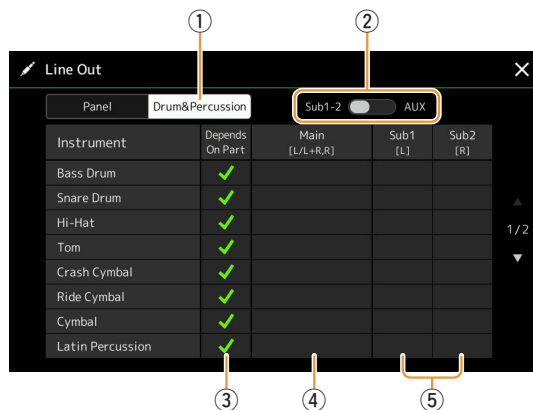 ① ②
Line Out ×
Panel Drum&Percussion Sub1-2 AUX
Instrument Depends On Part Main [L/L+R,R] Sub1 [L] Sub2 [R]
Bass Drum ✓
Snare Drum ✓
Hi-Hat ✓
1/2
Tom ✓
Crash Cymbal ✓
Ride Cymbal ✓
Cymbal ✓
Latin Percussion ✓
③ ④ ⑤